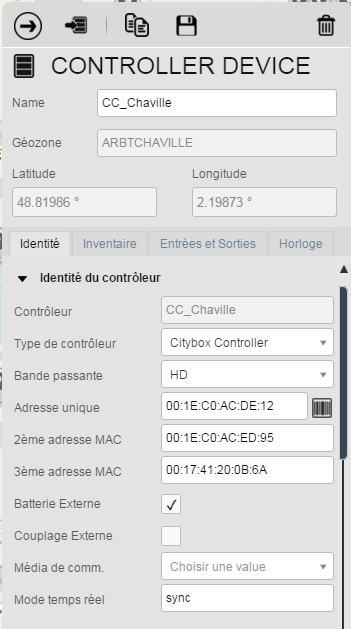 CONTROLLER DEVICE
Name CC_Chaville
Géozone ARBTCHAVILLE
Latitude Longitude
48.81986 ° 2.19873 °
Identité Inventaire Entrées et Sorties Horloge
Identité du contrôleur
Contrôleur CC_Chaville
Type de contrôleur Citybox Controller
Bande passante HD
Adresse unique 00:1E:C0:AC:DE:12
2ème adresse MAC 00:1E:C0:AC:ED:95
3ème adresse MAC 00:17:41:20:0B:6A
Batterie Externe
Couplage Externe
Média de comm. Choisir une value
Mode temps réel sync